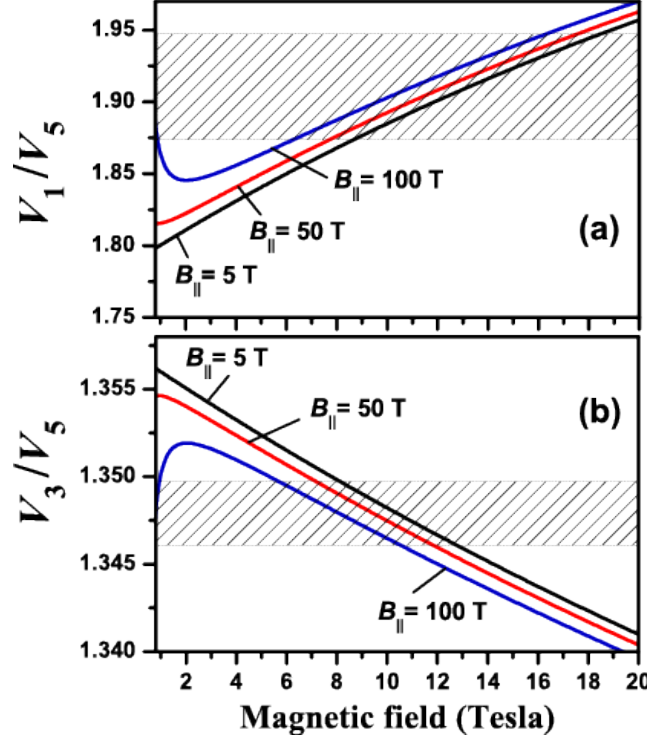 1.95
1.90
1.85
1.80
1.75
V1/V5
B||= 100 T
B||= 50 T
B||= 5 T
(a)
1.355
1.350
1.345
1.340
V3/V5
B||= 5 T
B||= 50 T
B||= 100 T
(b)
2 4 6 8 10 12 14 16 18 20
Magnetic field (Tesla)